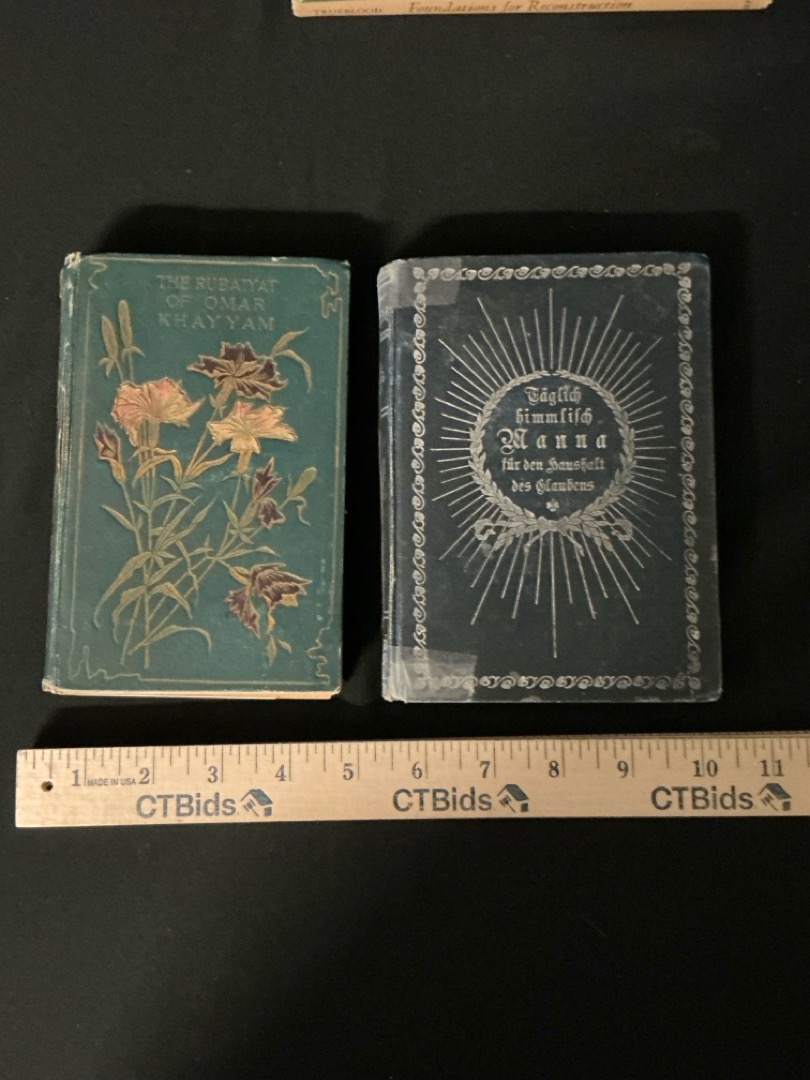 TRUEBLOOD Foundations for Reconstruction
THE RUBAIYAT
OF OMAR
KHAYYAM
Täglich
himmlisch
Manna
für den Haushalt
des Glaubens
1 MADE IN USA 2 3 4 5 6 7 8 9 10 11
CTBids CTBids CTBids